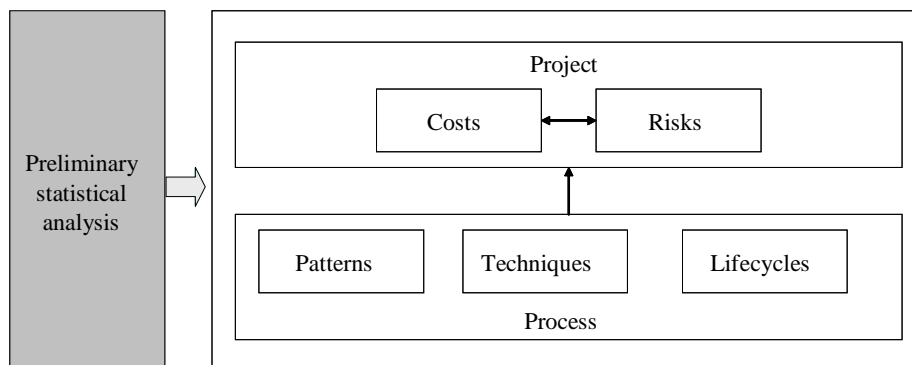 Preliminary
statistical
analysis
Project
Costs
Risks
Patterns
Techniques
Lifecycles
Process